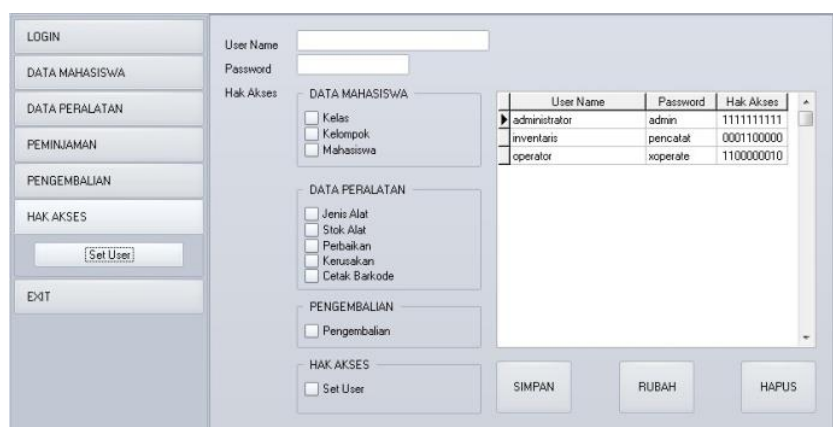 LOGIN
DATA MAHASISWA
DATA PERALATAN
PEMINJAMAN
PENGEMBALIAN
HAK AKSES
Set User
EXIT
User Name
Password
Hak Akses
DATA MAHASISWA
Kelas
Kelompok
Mahasiswa
DATA PERALATAN
Jenis Alat
Stok Alat
Perbaikan
Kerusakan
Cetak Barkode
PENGEMBALIAN
Pengembalian
HAK AKSES
Set User
User Name Password Hak Akses
administrator admin 1111111111
inventaris pencatat 0001100000
operator xoperate 1100000010
SIMPAN RUBAH HAPUS